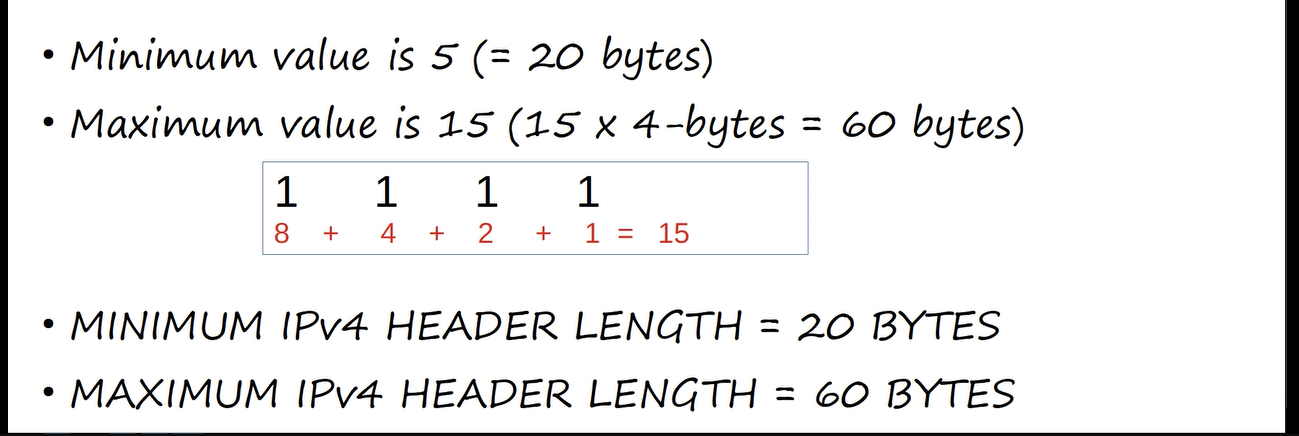 • Minimum value is 5 (= 20 bytes)
• Maximum value is 15 (15 x 4-bytes = 60 bytes)
1 1 1 1
8 + 4 + 2 + 1 = 15
• MINIMUM IPv4 HEADER LENGTH = 20 BYTES
• MAXIMUM IPv4 HEADER LENGTH = 60 BYTES